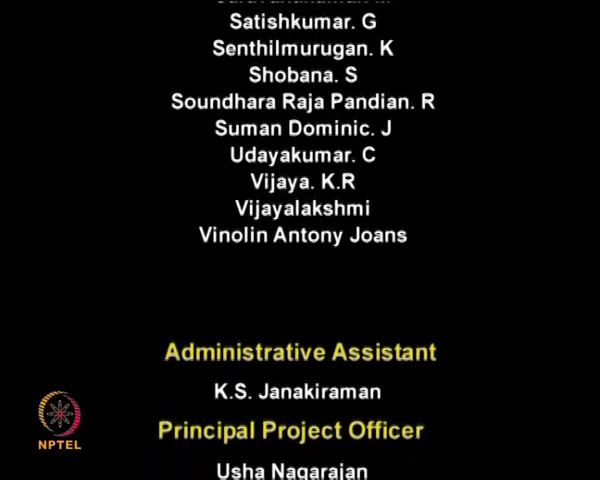 Satishkumar. G
Senthilmurugan. K
Shobana. S
Soundhara Raja Pandian. R
Suman Dominic. J
Udayakumar. C
Vijaya. K.R
Vijayalakshmi
Vinolin Antony Joans
Administrative Assistant
K.S. Janakiraman
Principal Project Officer
NPTEL
Usha Nagarajan